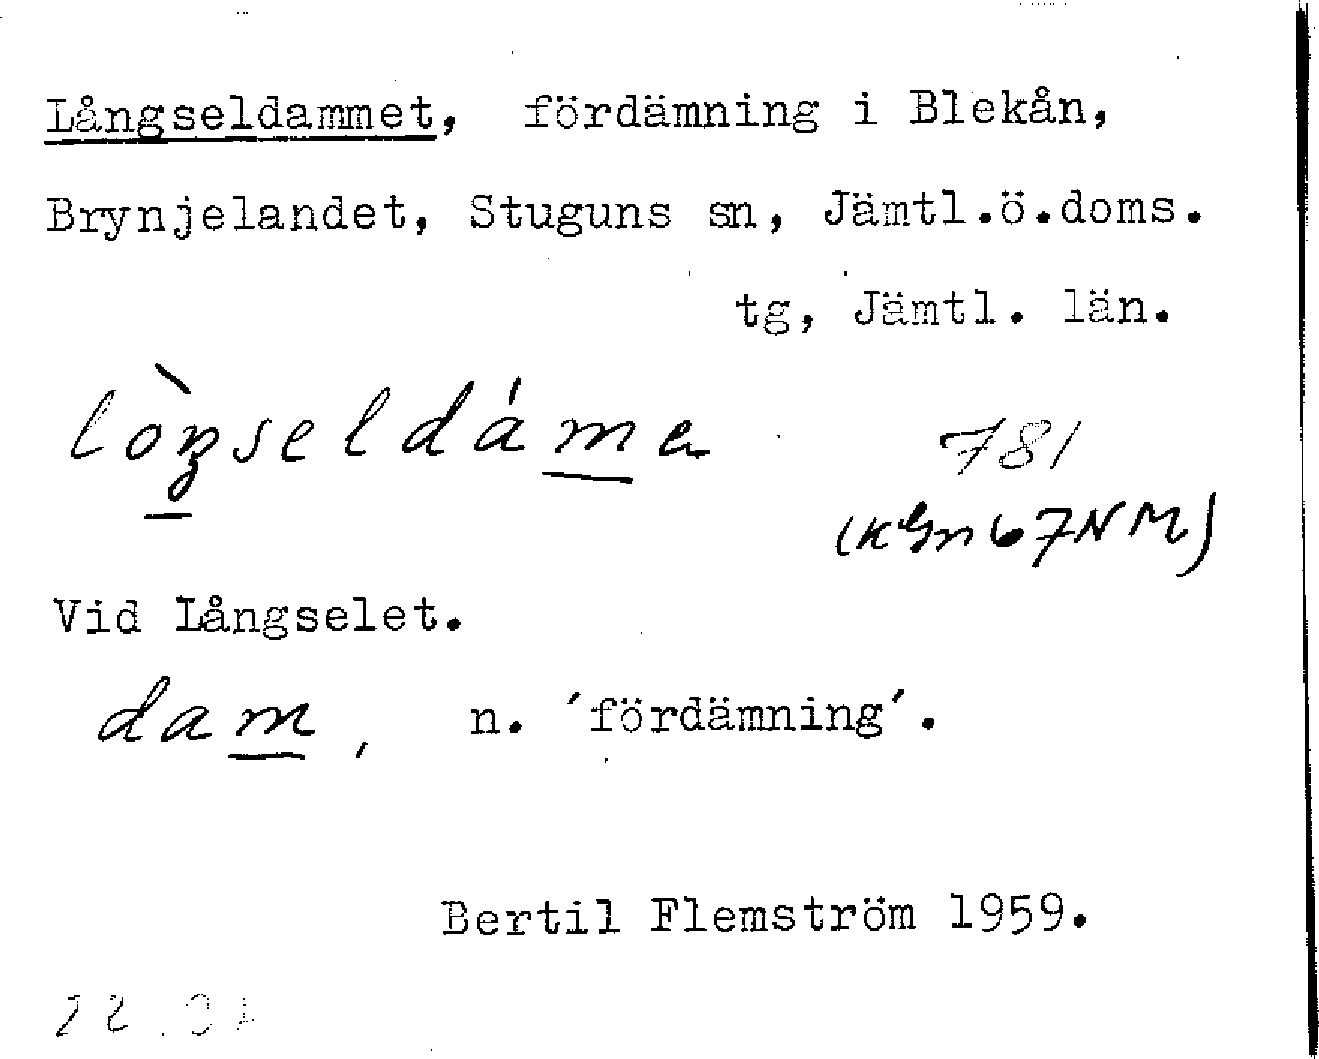 Långseldammet, fördämning i Blekån,
Brynjelandet, Stuguns sn, Jämtl.ö.doms.
tg, Jämtl. län.
lòŋseldáma
781
Vid Långselet.
dam, n. ´fördämning´.
Bertil Flemström 1959.